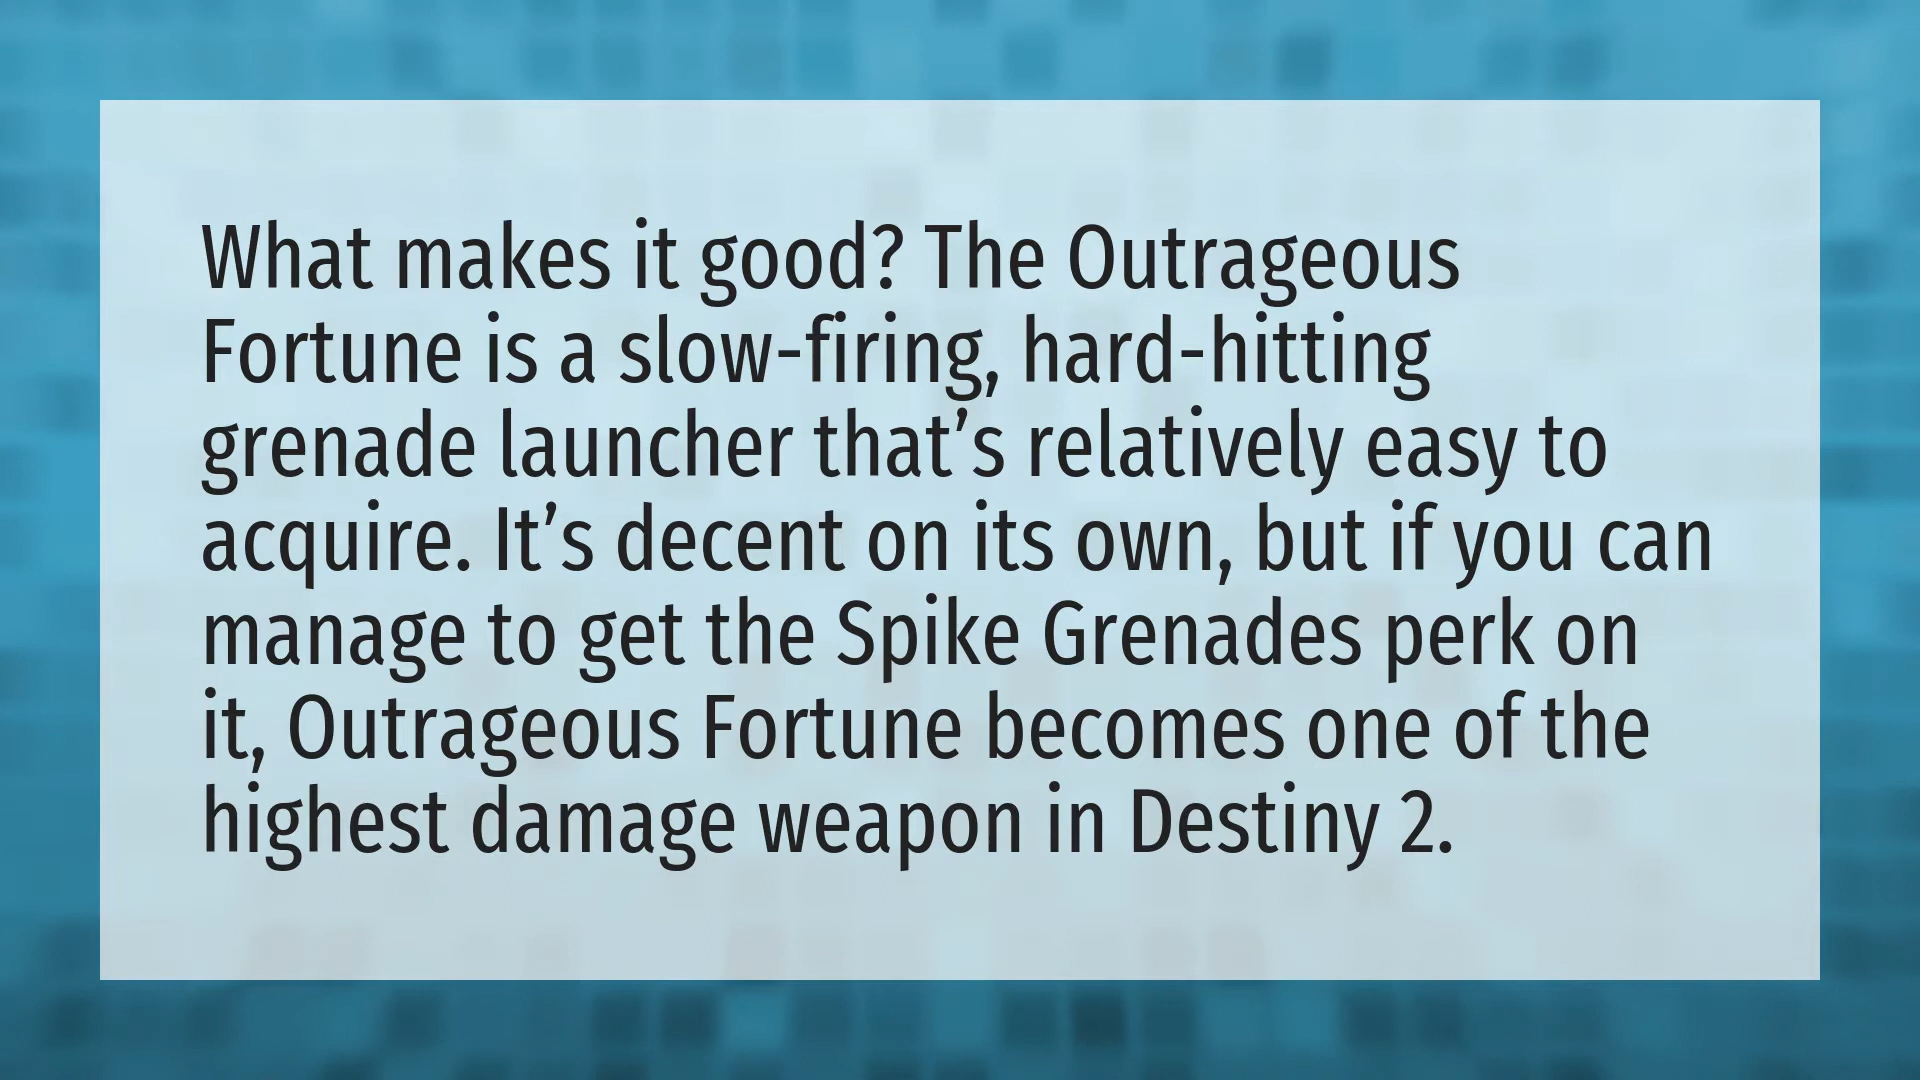 What makes it good? The Outrageous
Fortune is a slow-firing, hard-hitting
grenade launcher that’s relatively easy to
acquire. It’s decent on its own, but if you can
manage to get the Spike Grenades perk on
it, Outrageous Fortune becomes one of the
highest damage weapon in Destiny 2.